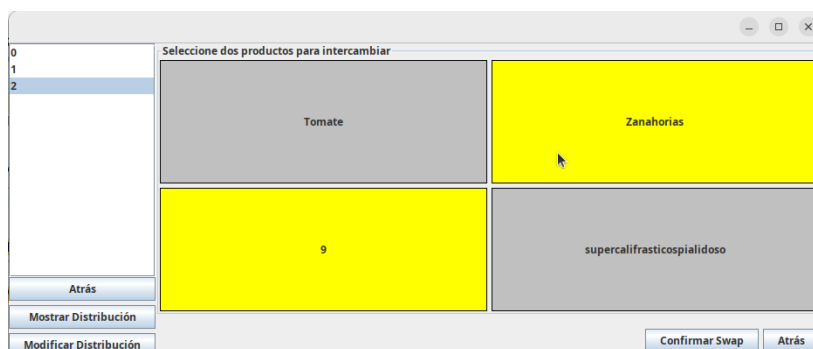 0
1
2
Atrás
Mostrar Distribución
Modificar Distribución
Seleccione dos productos para intercambiar
Tomate
Zanahorias
9
supercalifrasticospialidoso
Confirmar Swap
Atrás